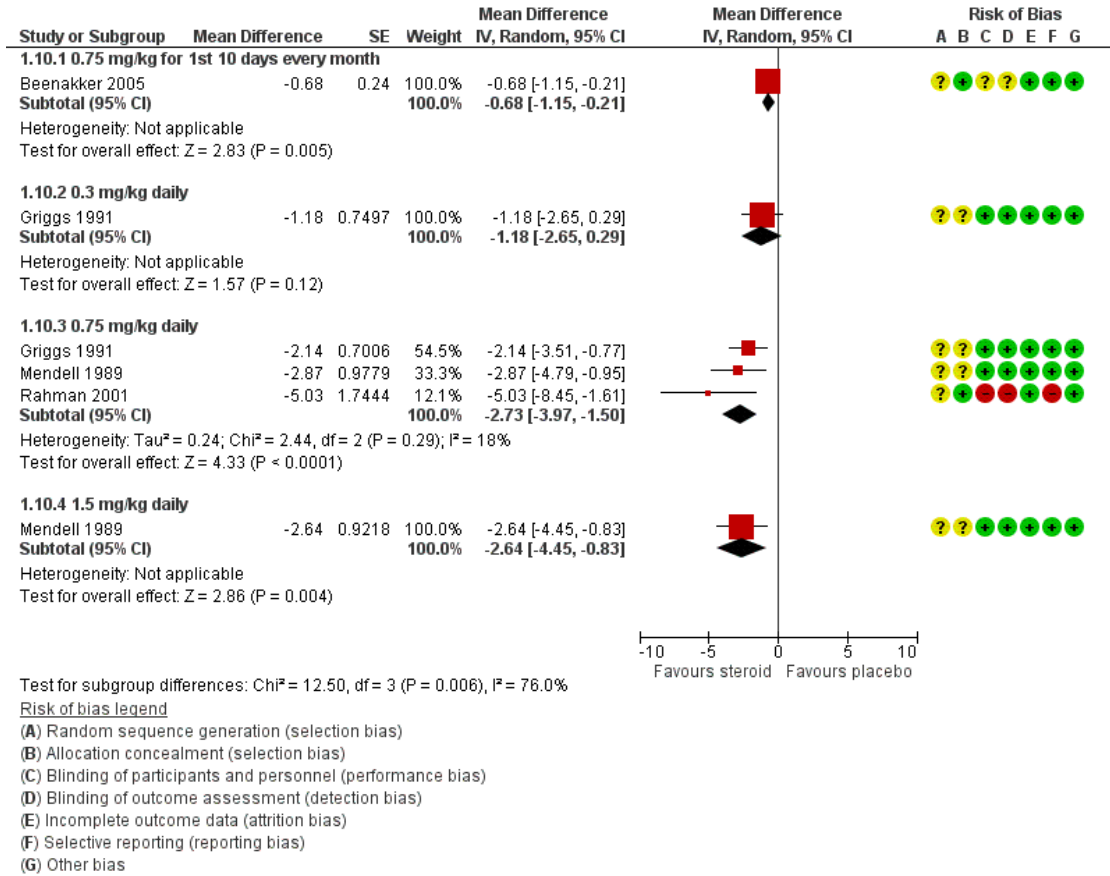 Mean Difference Mean Difference Risk of Bias
Study or Subgroup Mean Difference SE Weight IV, Random, 95% CI IV, Random, 95% CI A B C D E F G
1.10.1 0.75 mg/kg for 1st 10 days every month
Beenakker 2005 -0.68 0.24 100.0% -0.68 [-1.15, -0.21] ? + ? ? + + +
Subtotal (95% CI) 100.0% -0.68 [-1.15, -0.21]
Heterogeneity: Not applicable
Test for overall effect: Z = 2.83 (P = 0.005)
1.10.2 0.3 mg/kg daily
Griggs 1991 -1.18 0.7497 100.0% -1.18 [-2.65, 0.29] ? ? + + + + +
Subtotal (95% CI) 100.0% -1.18 [-2.65, 0.29]
Heterogeneity: Not applicable
Test for overall effect: Z = 1.57 (P = 0.12)
1.10.3 0.75 mg/kg daily
Griggs 1991 -2.14 0.7006 54.5% -2.14 [-3.51, -0.77] ? ? + + + + +
Mendell 1989 -2.87 0.9779 33.3% -2.87 [-4.79, -0.95] ? ? + + + + +
Rahman 2001 -5.03 1.7444 12.1% -5.03 [-8.45, -1.61] ? + - - + - +
Subtotal (95% CI) 100.0% -2.73 [-3.97, -1.50]
Heterogeneity: Tau² = 0.24; Chi² = 2.44, df = 2 (P = 0.29); I² = 18%
Test for overall effect: Z = 4.33 (P < 0.0001)
1.10.4 1.5 mg/kg daily
Mendell 1989 -2.64 0.9218 100.0% -2.64 [-4.45, -0.83] ? ? + + + + +
Subtotal (95% CI) 100.0% -2.64 [-4.45, -0.83]
Heterogeneity: Not applicable
Test for overall effect: Z = 2.86 (P = 0.004)
-10 -5 0 5 10
Favours steroid Favours placebo
Test for subgroup differences: Chi² = 12.50, df = 3 (P = 0.006), I² = 76.0%
Risk of bias legend
(A) Random sequence generation (selection bias)
(B) Allocation concealment (selection bias)
(C) Blinding of participants and personnel (performance bias)
(D) Blinding of outcome assessment (detection bias)
(E) Incomplete outcome data (attrition bias)
(F) Selective reporting (reporting bias)
(G) Other bias